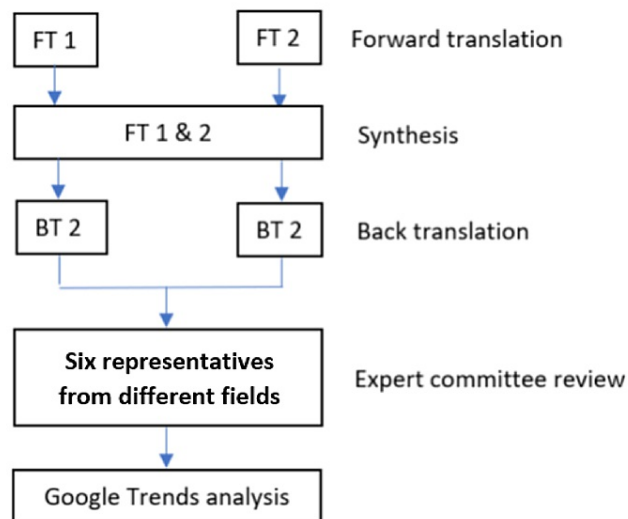 FT 1
FT 2
Forward translation
FT 1 & 2
Synthesis
BT 2
BT 2
Back translation
Six representatives
from different fields
Expert committee review
Google Trends analysis